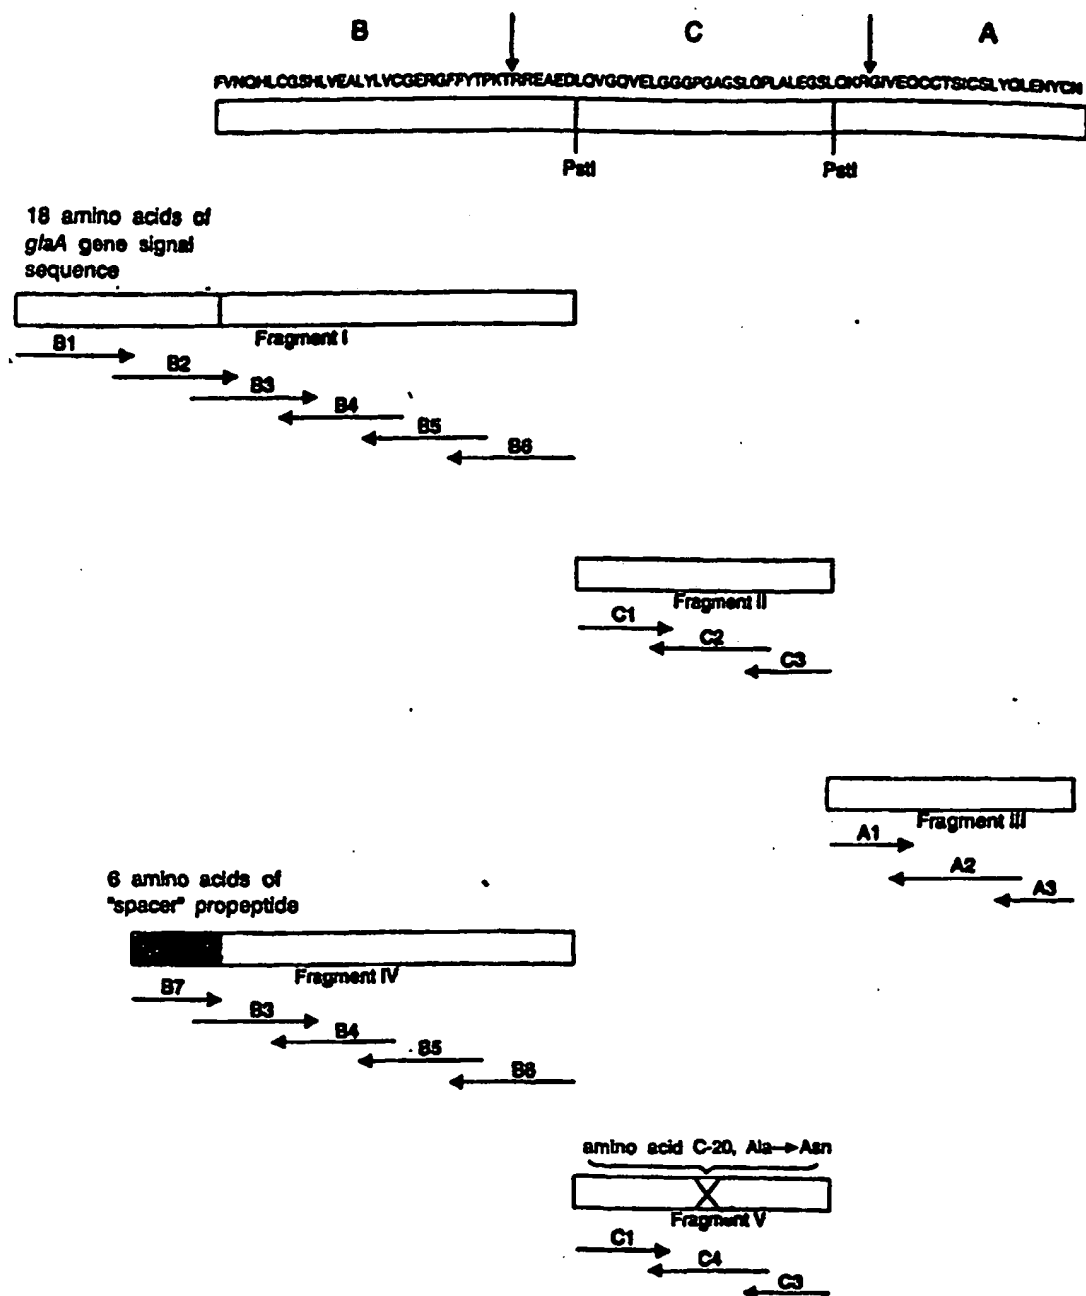 B
C
A
FVNQHLCGSHLVEALYLVCGERGFFYTPKTRREAEDLQVGQVELGGGPGAGSLQPLALEGSLQKRGIVEQCCTSICSLYQLENYCN
PstI
PstI
18 amino acids of
glaA gene signal
sequence
Fragment I
B1
B2
B3
B4
B5
B6
Fragment II
C1
C2
C3
Fragment III
A1
A2
A3
6 amino acids of
"spacer" propeptide
Fragment IV
B7
B3
B4
B5
B6
amino acid C-20, Ala→Asn
Fragment V
C1
C4
C3